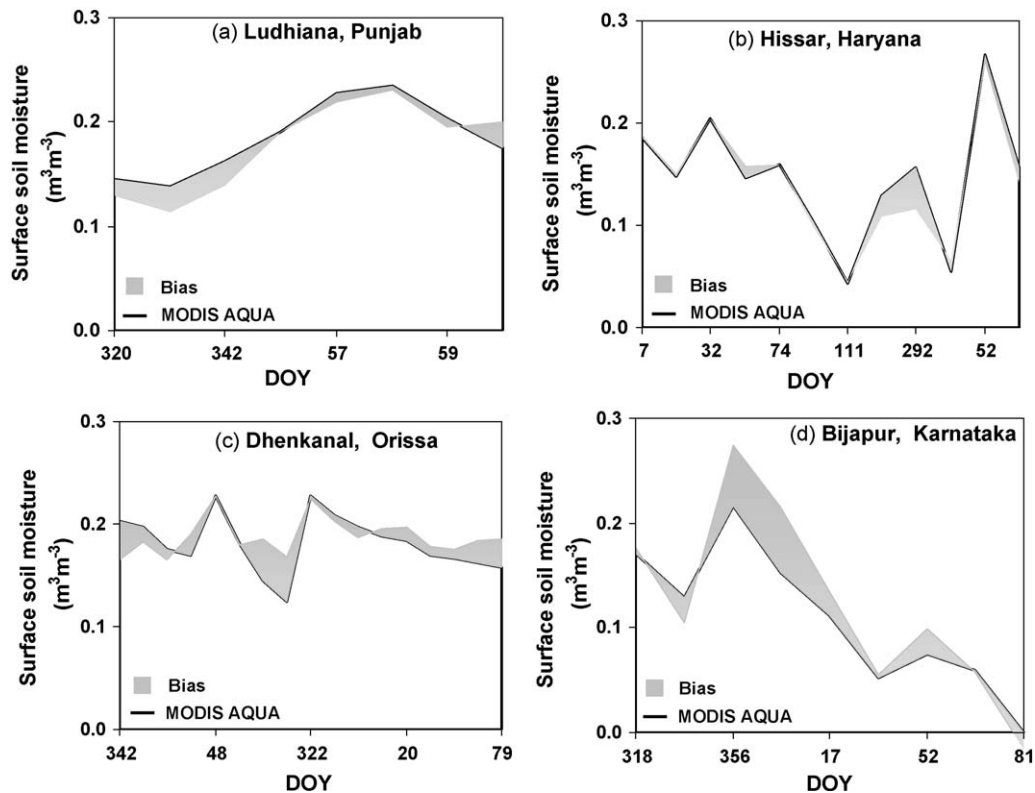 (a) Ludhiana, Punjab
Surface soil moisture
(m³m⁻³)
0.3
0.2
0.1
0.0
Bias
MODIS AQUA
320 342 57 59
DOY
(b) Hissar, Haryana
Surface soil moisture
(m³m⁻³)
0.3
0.2
0.1
0.0
Bias
MODIS AQUA
7 32 74 111 292 52
DOY
(c) Dhenkanal, Orissa
Surface soil moisture
(m³m⁻³)
0.3
0.2
0.1
0.0
Bias
MODIS AQUA
342 48 322 20 79
DOY
(d) Bijapur, Karnataka
Surface soil moisture
(m³m⁻³)
0.3
0.2
0.1
0.0
Bias
MODIS AQUA
318 356 17 52 81
DOY